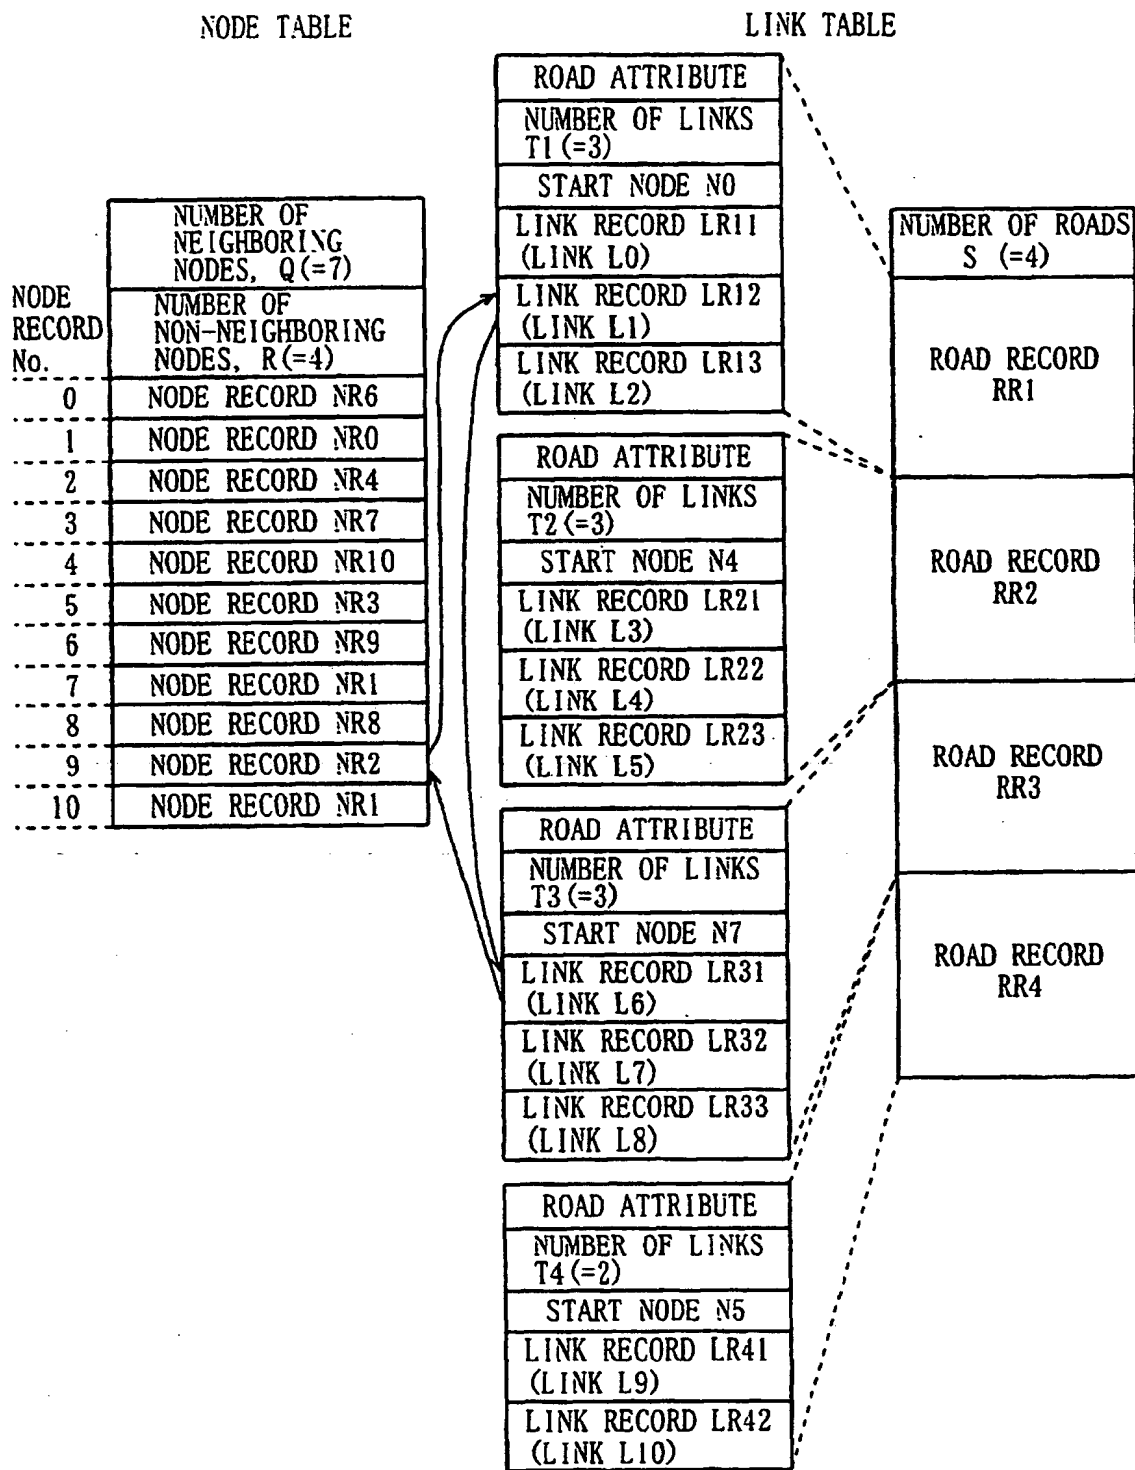 NODE TABLE
NUMBER OF
NEIGHBORING
NODES, Q(=7)
NODE
RECORD
No.
NUMBER OF
NON-NEIGHBORING
NODES, R(=4)
0 NODE RECORD NR6
1 NODE RECORD NR0
2 NODE RECORD NR4
3 NODE RECORD NR7
4 NODE RECORD NR10
5 NODE RECORD NR3
6 NODE RECORD NR9
7 NODE RECORD NR1
8 NODE RECORD NR8
9 NODE RECORD NR2
10 NODE RECORD NR1
LINK TABLE
ROAD ATTRIBUTE
NUMBER OF LINKS
T1(=3)
START NODE N0
LINK RECORD LR11
(LINK L0)
LINK RECORD LR12
(LINK L1)
LINK RECORD LR13
(LINK L2)
ROAD ATTRIBUTE
NUMBER OF LINKS
T2(=3)
START NODE N4
LINK RECORD LR21
(LINK L3)
LINK RECORD LR22
(LINK L4)
LINK RECORD LR23
(LINK L5)
ROAD ATTRIBUTE
NUMBER OF LINKS
T3(=3)
START NODE N7
LINK RECORD LR31
(LINK L6)
LINK RECORD LR32
(LINK L7)
LINK RECORD LR33
(LINK L8)
ROAD ATTRIBUTE
NUMBER OF LINKS
T4(=2)
START NODE N5
LINK RECORD LR41
(LINK L9)
LINK RECORD LR42
(LINK L10)
NUMBER OF ROADS
S (=4)
ROAD RECORD
RR1
ROAD RECORD
RR2
ROAD RECORD
RR3
ROAD RECORD
RR4